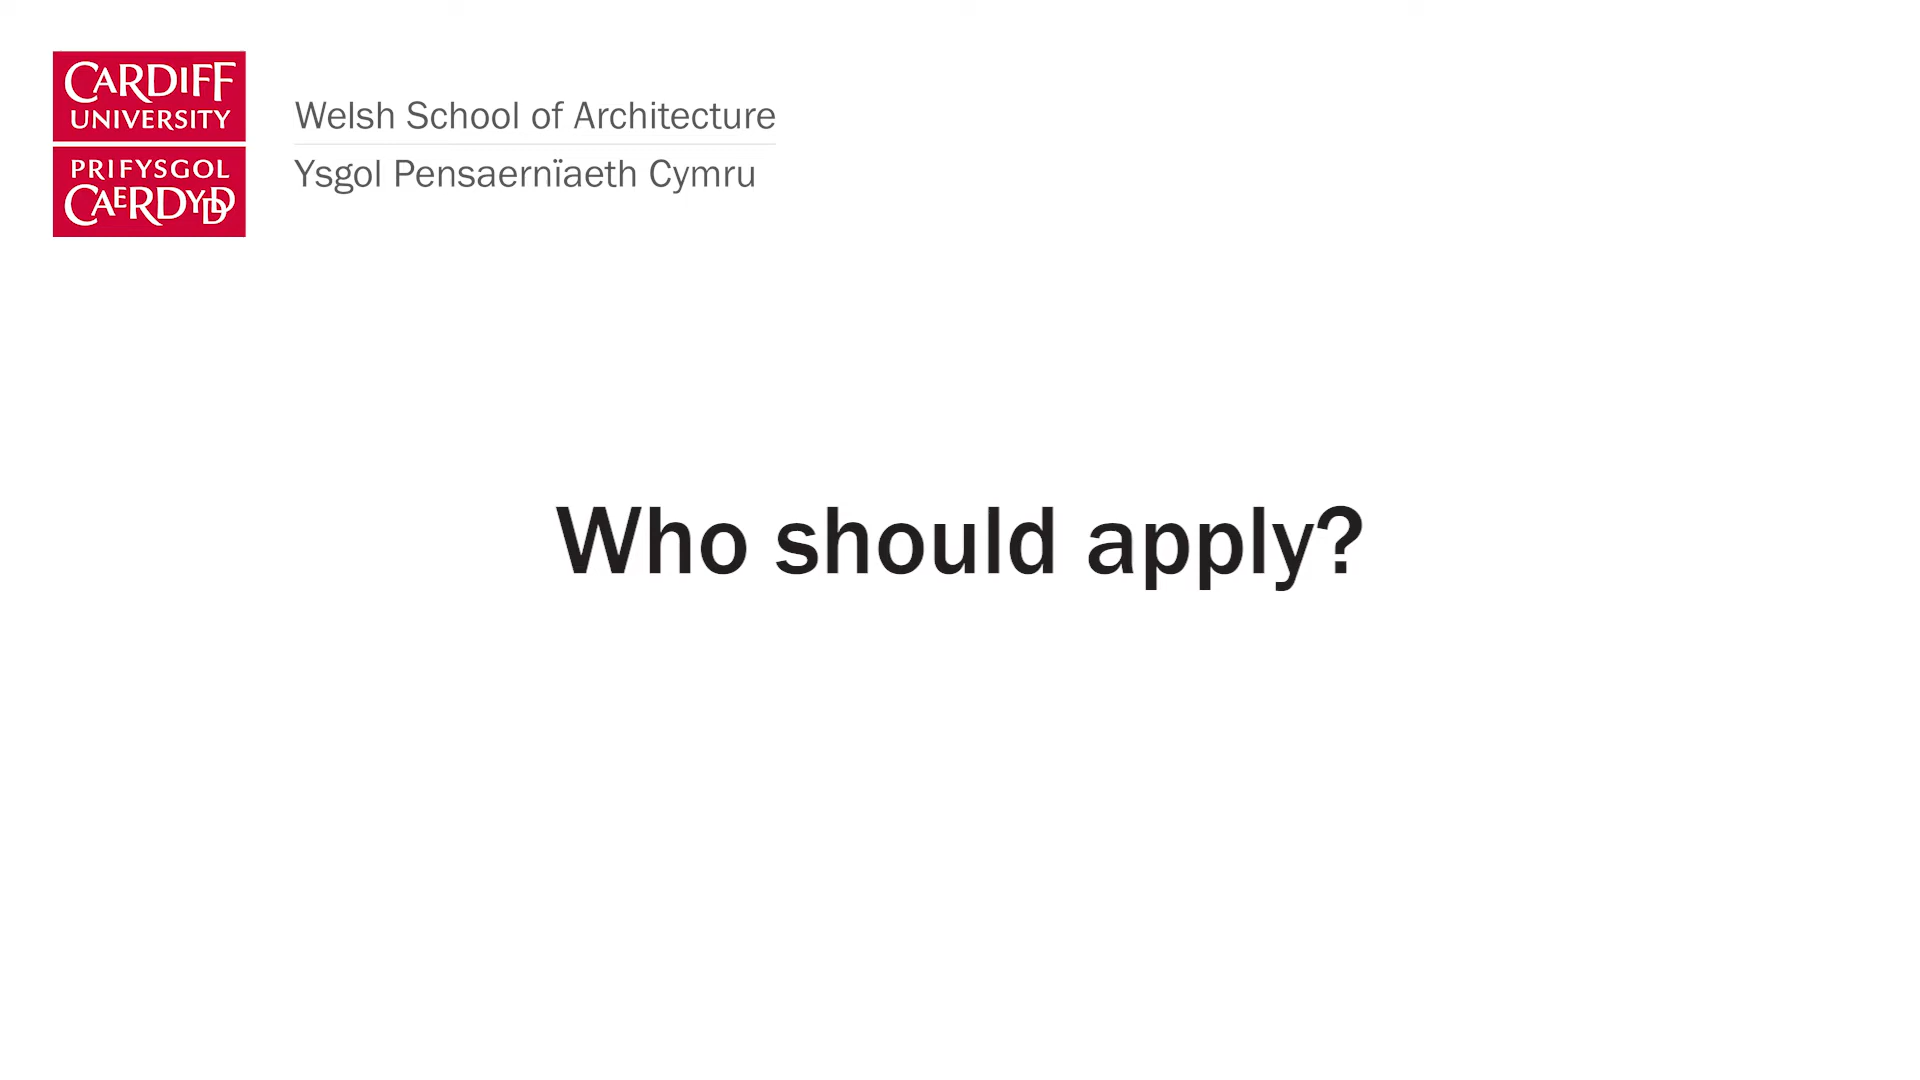 CARDIFF
UNIVERSITY
PRIFYSGOL
CAERDYDD
Welsh School of Architecture
Ysgol Pensaernïaeth Cymru
Who should apply?